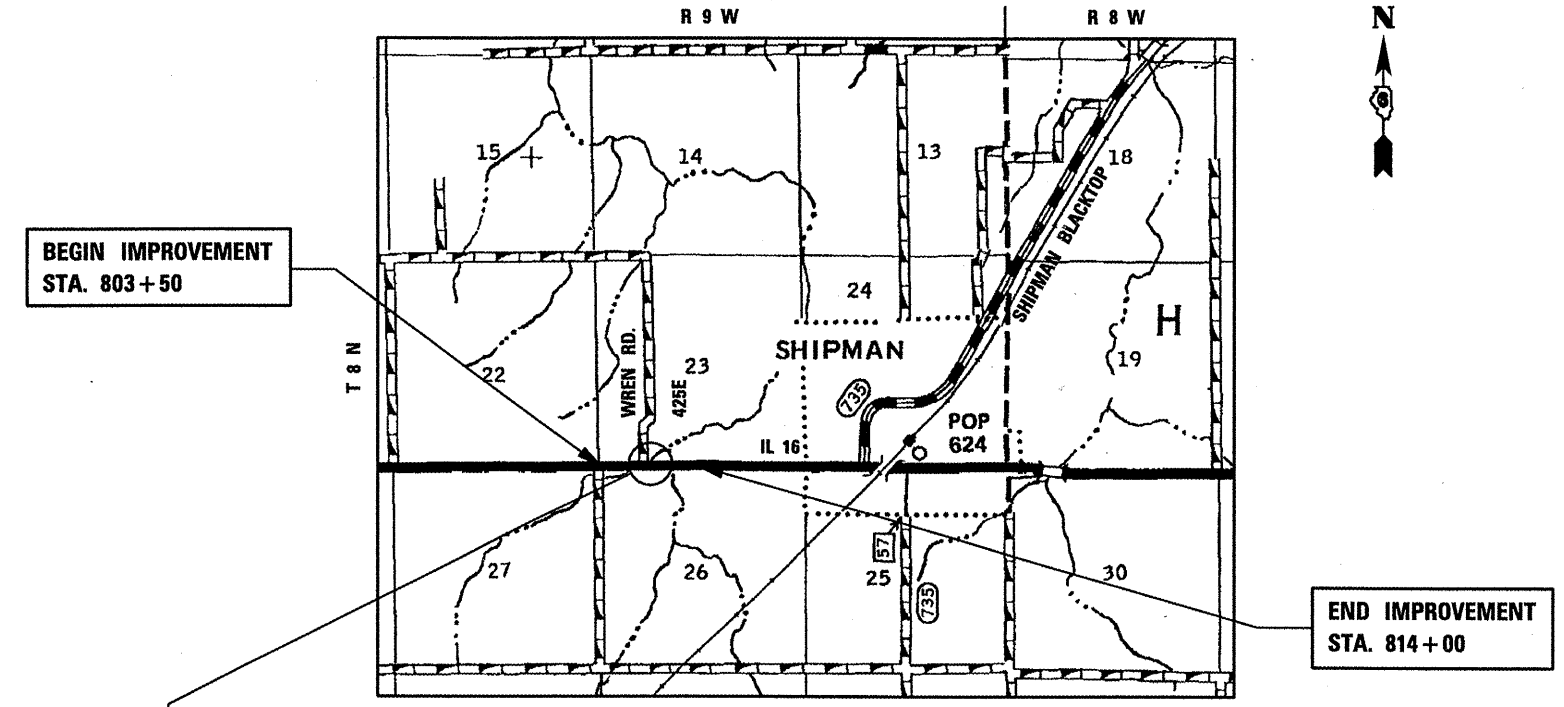 R 9 W
R 8 W
N
15
14
13
18
BEGIN IMPROVEMENT
STA. 803+50
SHIPMAN BLACKTOP
24
H
T 8 N
SHIPMAN
22
WREN RD.
425E
23
19
735
IL 16
POP
624
27
26
57
25
735
30
END IMPROVEMENT
STA. 814+00